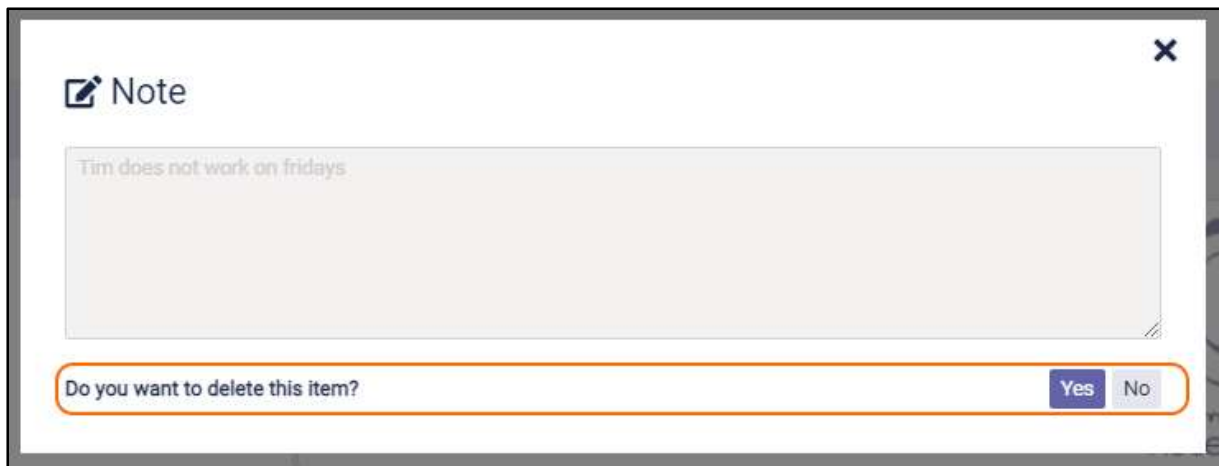 Note
Tim does not work on fridays
Do you want to delete this item? Yes No